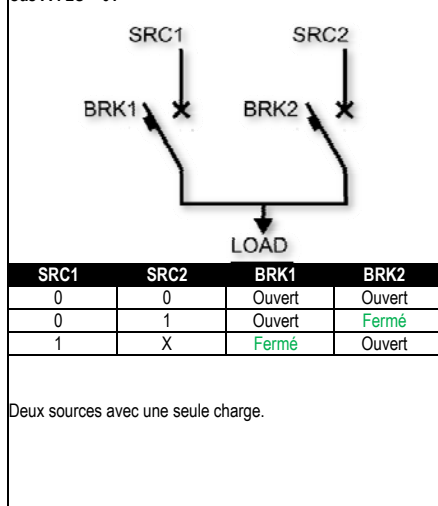 SRC1 SRC2
BRK1 BRK2
LOAD
SRC1 SRC2 BRK1 BRK2
0 0 Ouvert Ouvert
0 1 Ouvert Fermé
1 X Fermé Ouvert
Deux sources avec une seule charge.